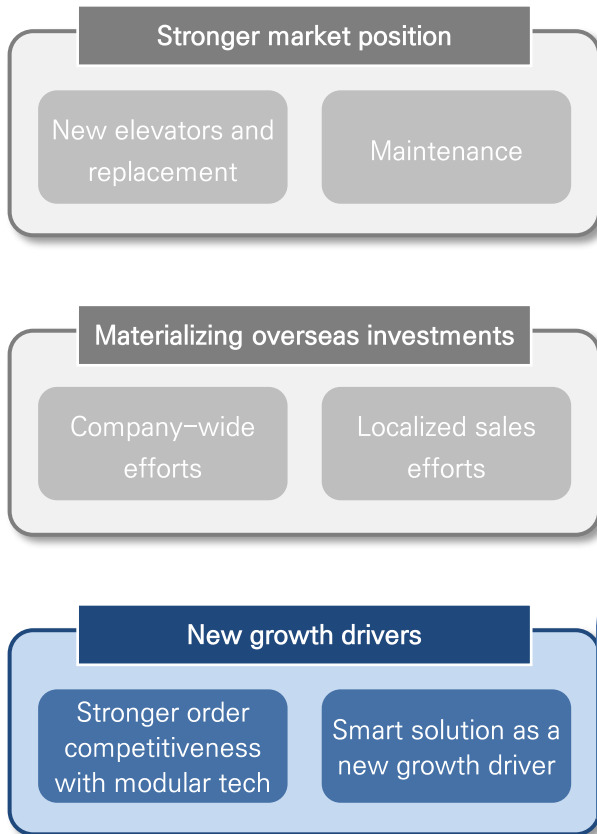 Stronger market position
New elevators and
replacement
Maintenance
Materializing overseas investments
Company-wide
efforts
Localized sales
efforts
New growth drivers
Stronger order
competitiveness
with modular tech
Smart solution as a
new growth driver